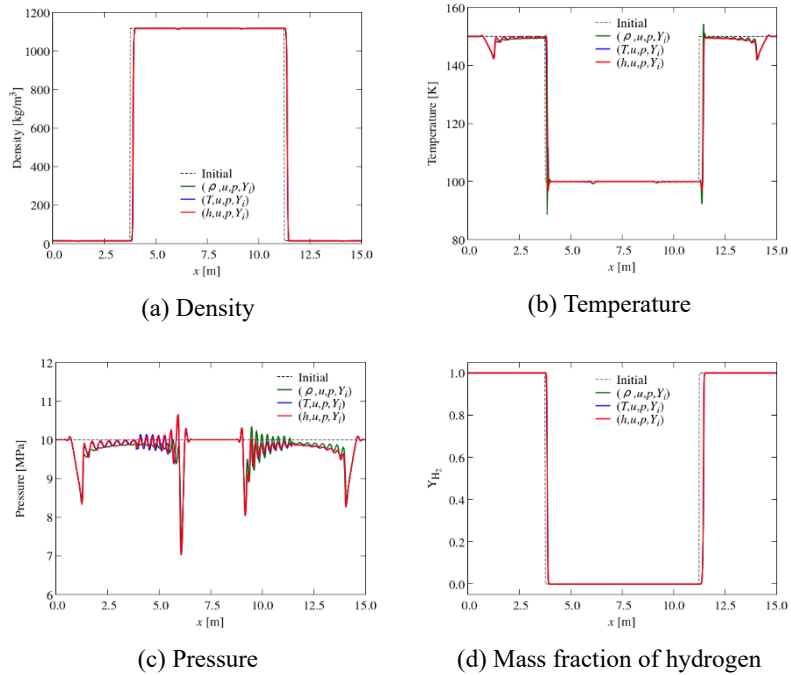 1200
1000
800
600
400
200
0
Density [kg/m³]
Initial
(ρ,u,p,Yᵢ)
(T,u,p,Yᵢ)
(h,u,p,Yᵢ)
0.0 2.5 5.0 7.5 10.0 12.5 15.0
x [m]
(a) Density
160
140
120
100
80
Temperature [K]
Initial
(ρ,u,p,Yᵢ)
(T,u,p,Yᵢ)
(h,u,p,Yᵢ)
0.0 2.5 5.0 7.5 10.0 12.5 15.0
x [m]
(b) Temperature
12
11
10
9
8
7
6
Pressure [MPa]
Initial
(ρ,u,p,Yᵢ)
(T,u,p,Yᵢ)
(h,u,p,Yᵢ)
0.0 2.5 5.0 7.5 10.0 12.5 15.0
x [m]
(c) Pressure
1.0
0.8
0.6
0.4
0.2
0.0
Y_H₂
Initial
(ρ,u,p,Yᵢ)
(T,u,p,Yᵢ)
(h,u,p,Yᵢ)
0.0 2.5 5.0 7.5 10.0 12.5 15.0
x [m]
(d) Mass fraction of hydrogen